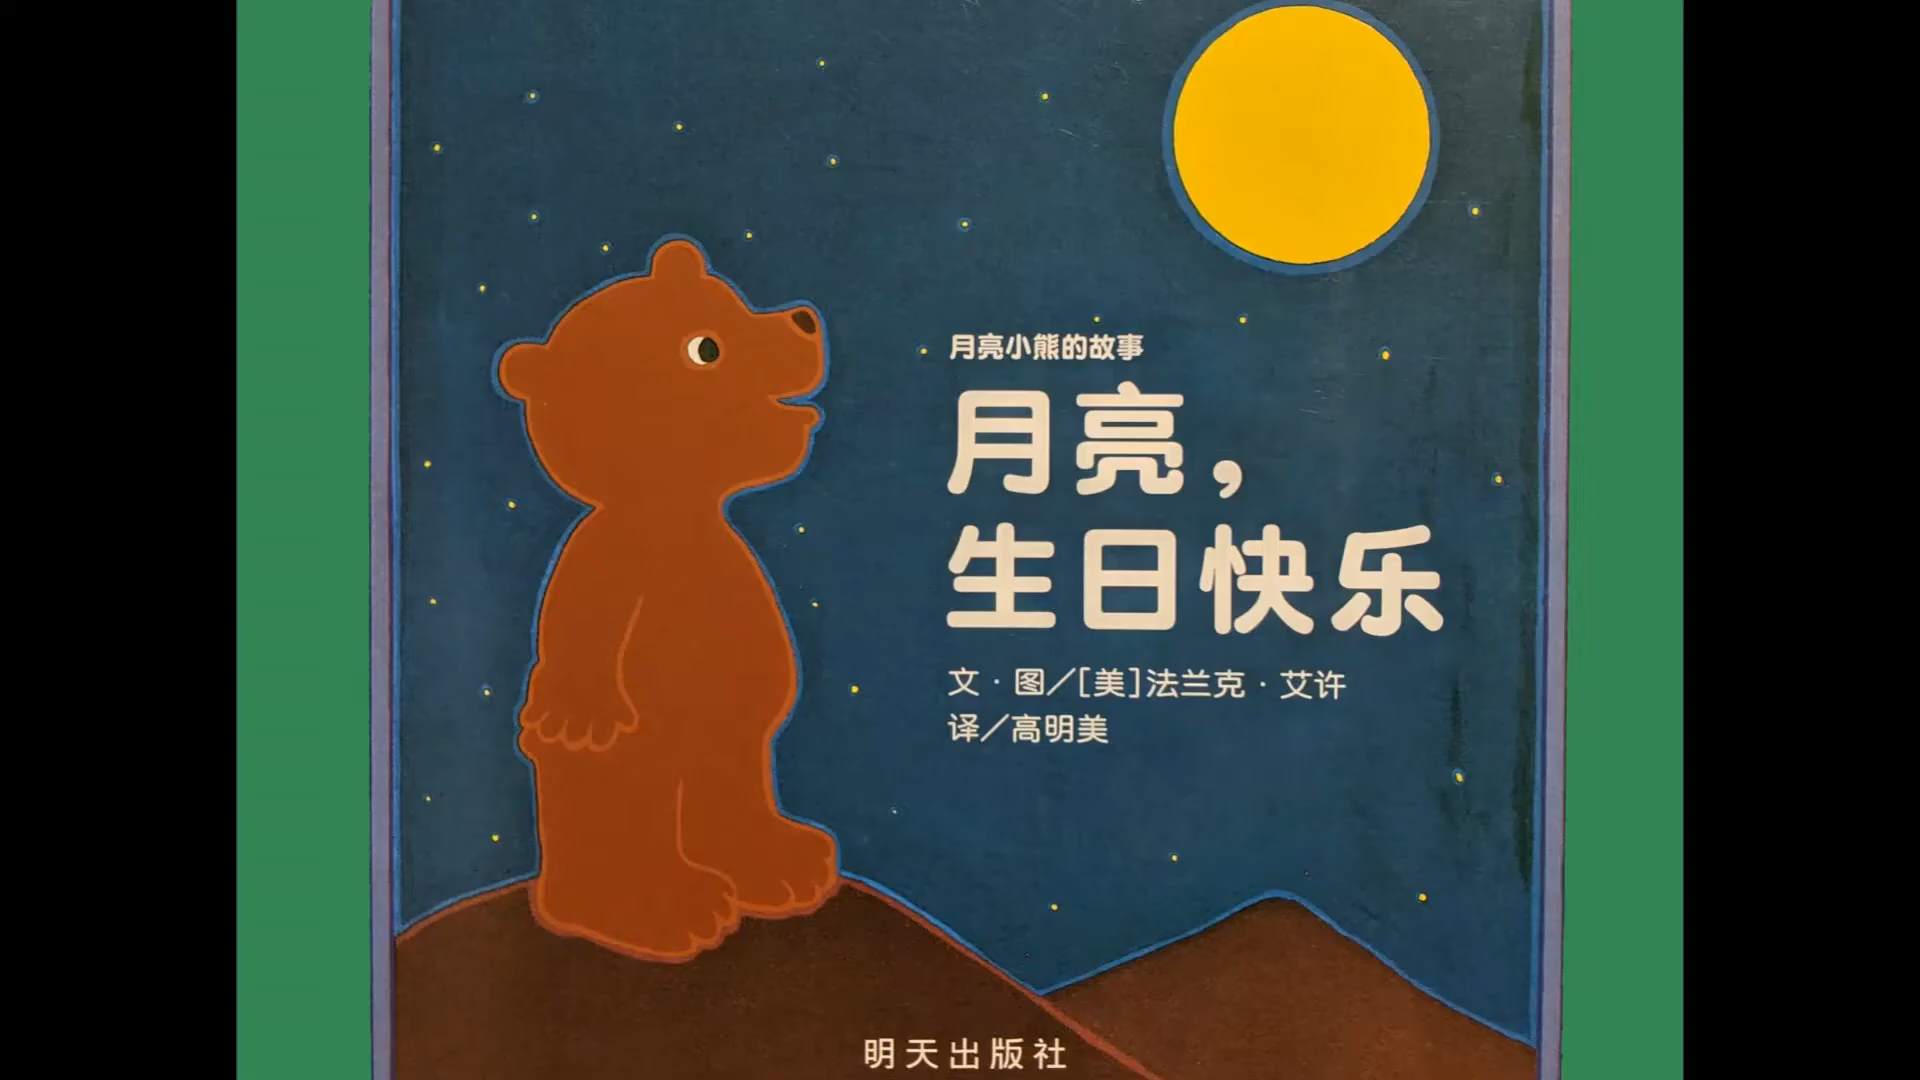 月亮小熊的故事
月亮，
生日快乐
文·图／[美]法兰克·艾许
译／高明美
明天出版社